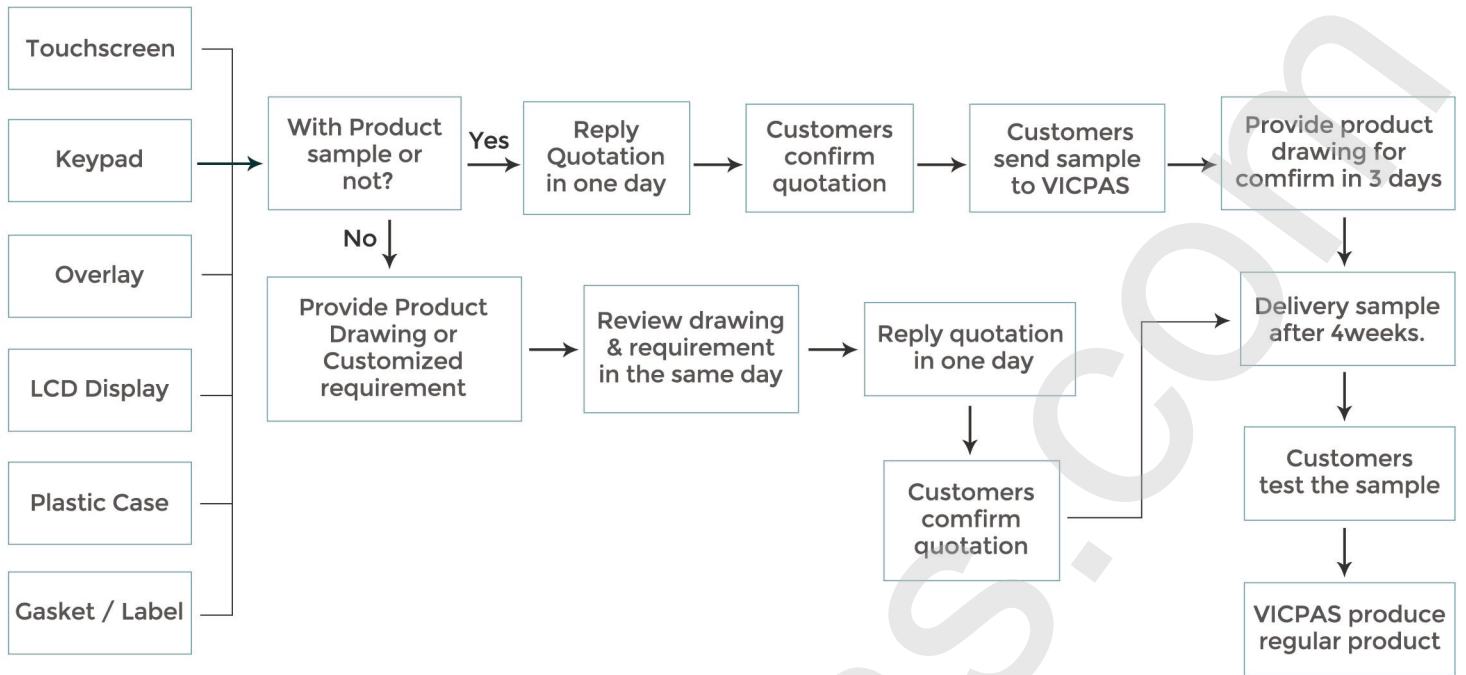 Touchscreen
Keypad
Overlay
LCD Display
Plastic Case
Gasket / Label
With Product
sample or
not?
Yes
Reply
Quotation
in one day
Customers
confirm
quotation
Customers
send sample
to VICPAS
Provide product
drawing for
comfirm in 3 days
No
Provide Product
Drawing or
Customized
requirement
Review drawing
& requirement
in the same day
Reply quotation
in one day
Customers
comfirm
quotation
Delivery sample
after 4weeks.
Customers
test the sample
VICPAS produce
regular product
s.com